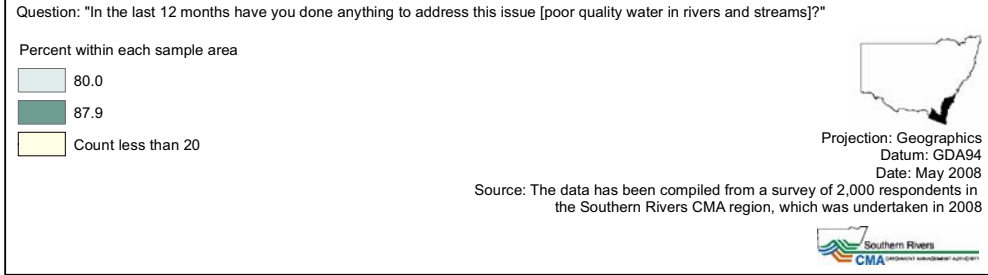 Question: "In the last 12 months have you done anything to address this issue [poor quality water in rivers and streams]?"
Percent within each sample area
80.0
87.9
Count less than 20
Projection: Geographics
Datum: GDA94
Date: May 2008
Source: The data has been compiled from a survey of 2,000 respondents in
the Southern Rivers CMA region, which was undertaken in 2008
Southern Rivers
CMA CATCHMENT MANAGEMENT AUTHORITY